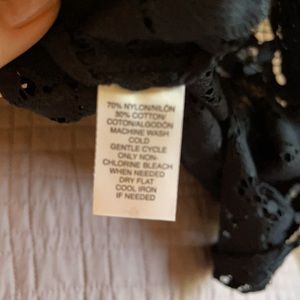 70% NYLON/NILÓN
30% COTTON/
COTON/ALGODÓN
MACHINE WASH
COLD
GENTLE CYCLE
ONLY NON-
CHLORINE BLEACH
WHEN NEEDED
DRY FLAT
COOL IRON
IF NEEDED